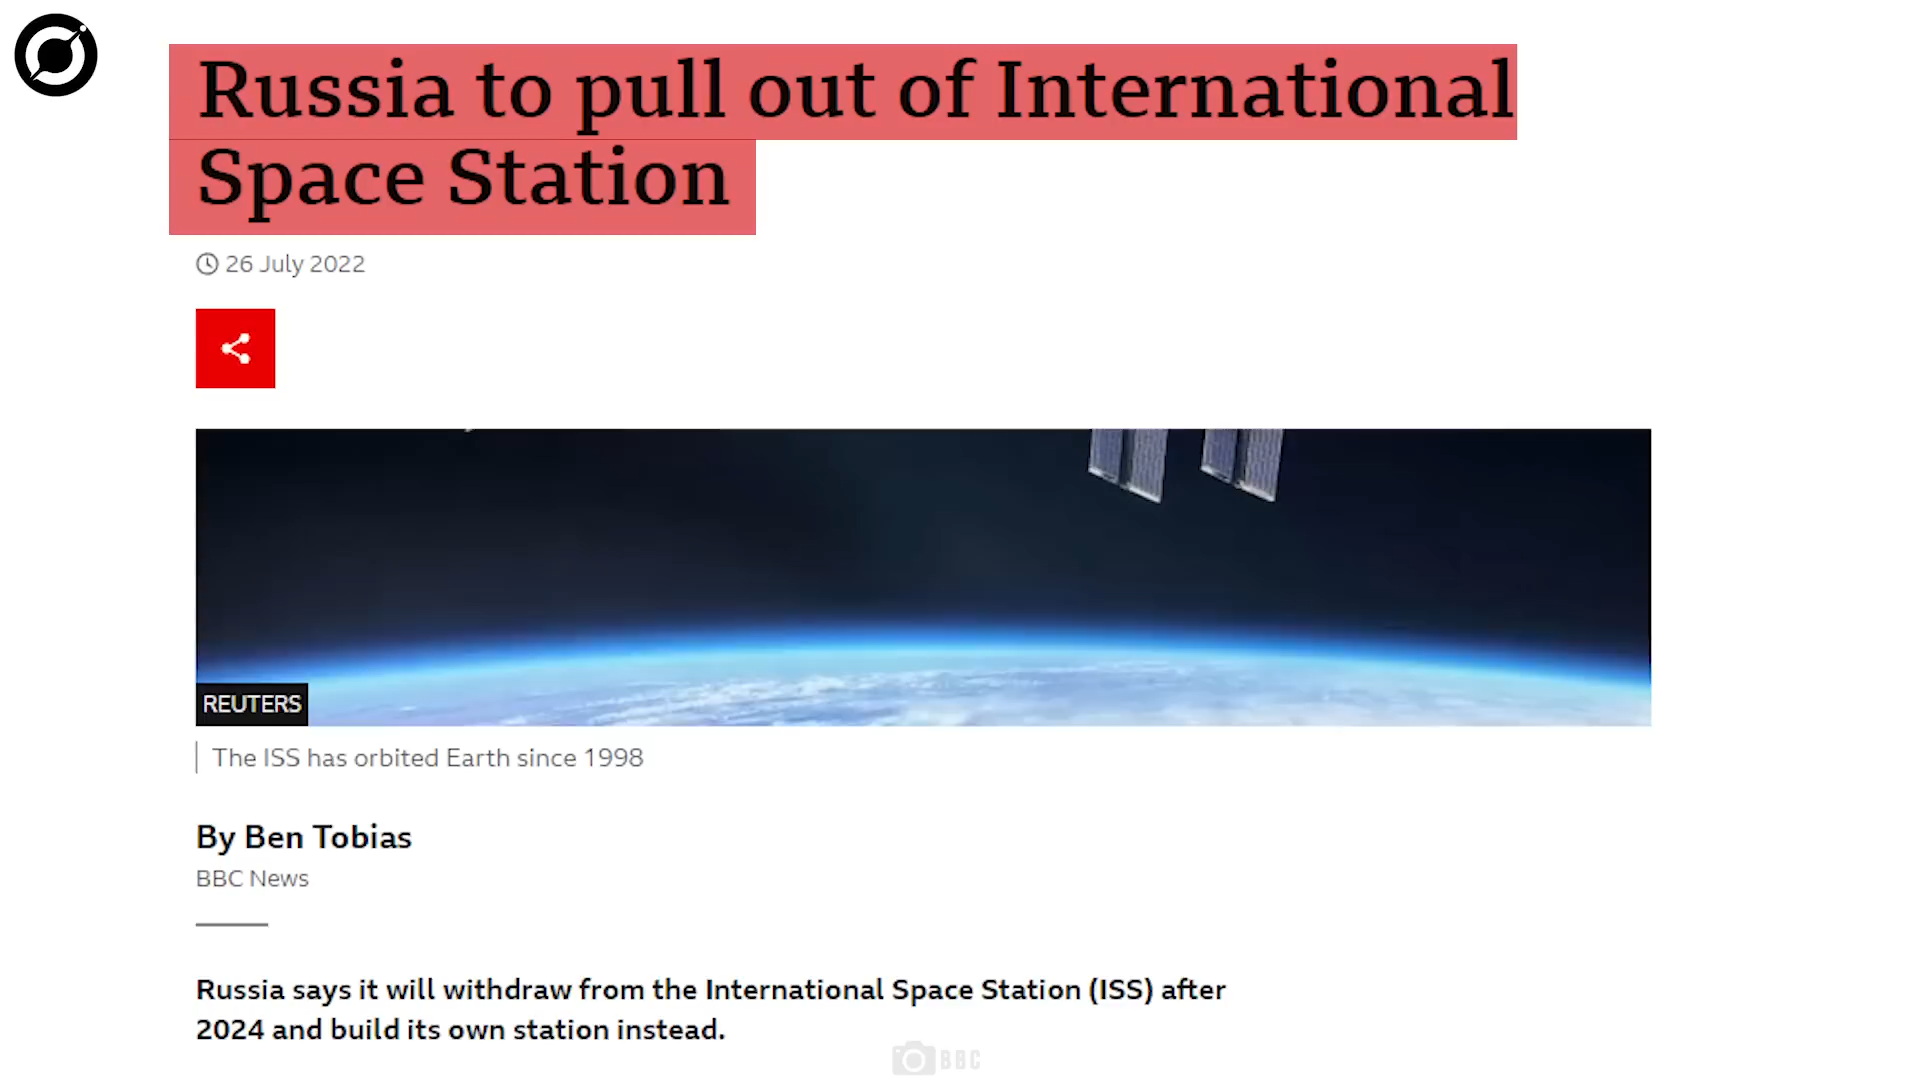 Russia to pull out of International
Space Station
26 July 2022
REUTERS
The ISS has orbited Earth since 1998
By Ben Tobias
BBC News
Russia says it will withdraw from the International Space Station (ISS) after
2024 and build its own station instead.
BBC